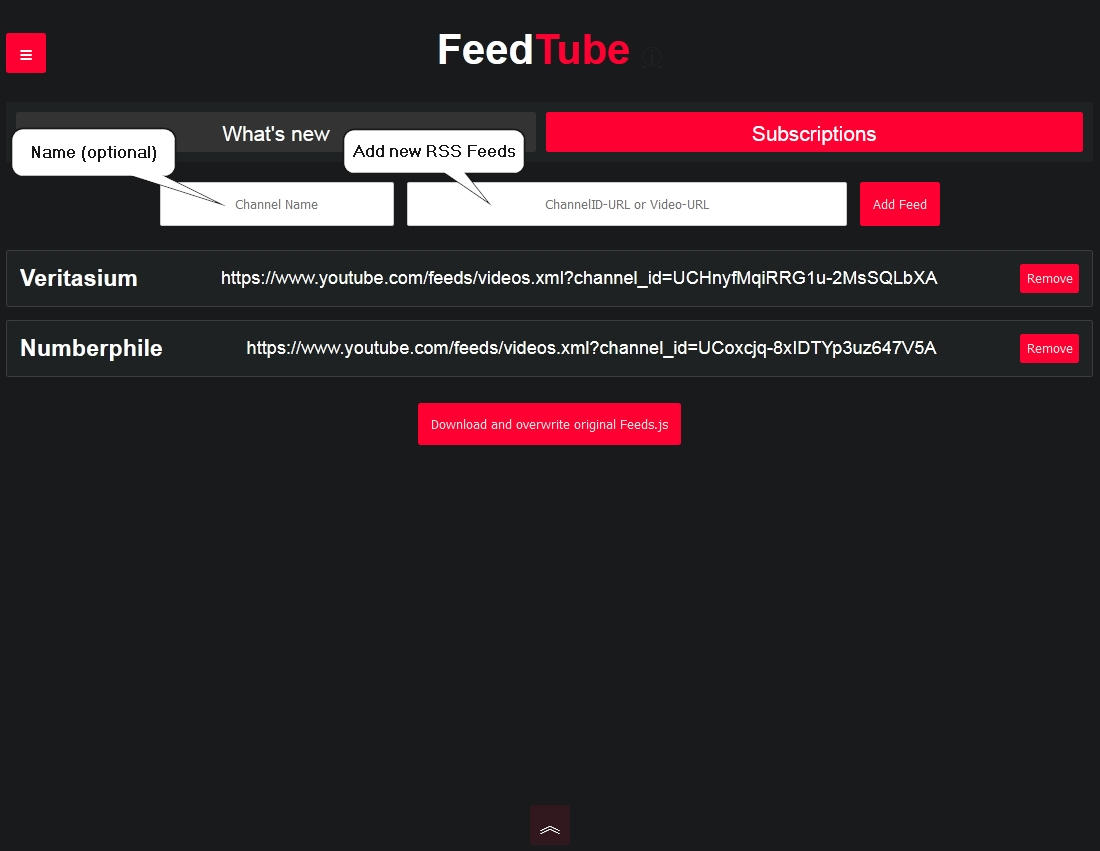 FeedTube
What's new
Subscriptions
Name (optional)
Add new RSS Feeds
Channel Name
ChannelID-URL or Video-URL
Add Feed
Veritasium
https://www.youtube.com/feeds/videos.xml?channel_id=UCHnyfMqiRRG1u-2MsSQLbXA
Remove
Numberphile
https://www.youtube.com/feeds/videos.xml?channel_id=UCoxcjq-8xIDTYp3uz647V5A
Remove
Download and overwrite original Feeds.js